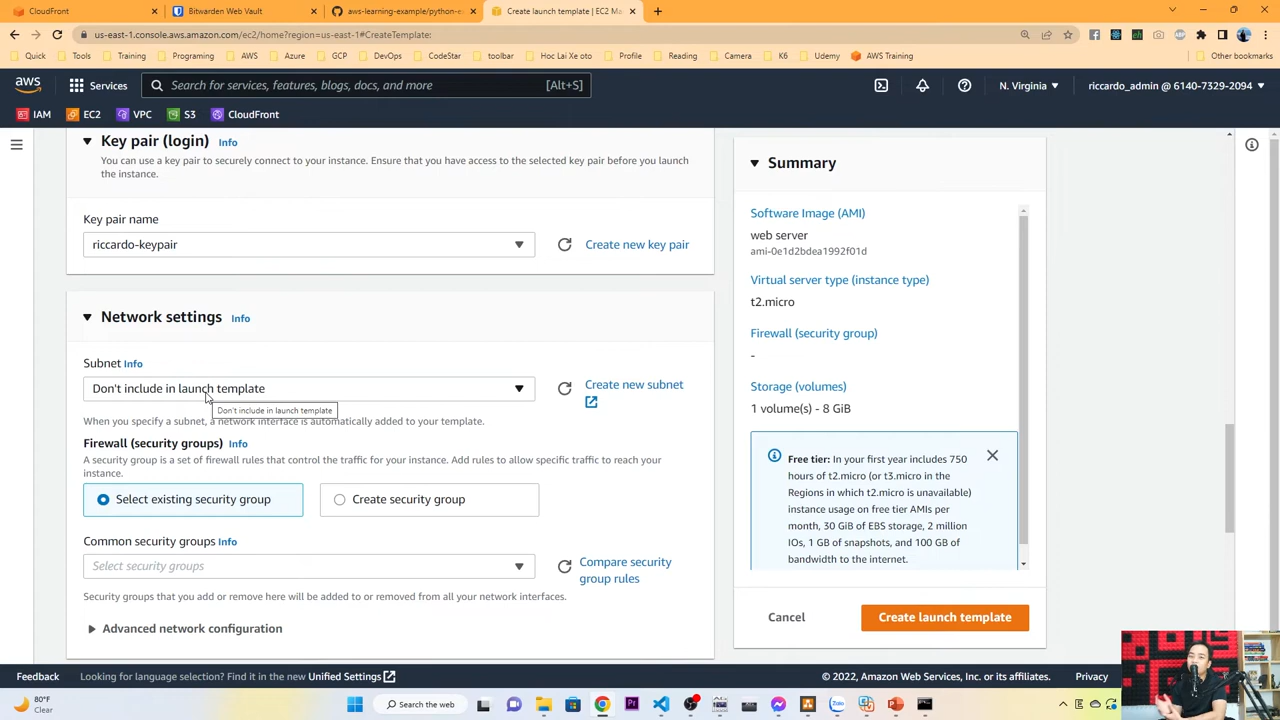 CloudFront
Bitwarden Web Vault
aws-learning-example/python-e
Create launch template | EC2 Ma
us-east-1.console.aws.amazon.com/ec2/home?region=us-east-1#CreateTemplate:
Quick
Tools
Training
Programming
AWS
Azure
GCP
DevOps
CodeStar
toolbar
Hoc Lai Xe oto
Profile
Reading
Camera
K6
Udemy
AWS Training
Other bookmarks
aws
Services
Search for services, features, blogs, docs, and more
[Alt+S]
N. Virginia
riccardo_admin @ 6140-7329-2094
IAM
EC2
VPC
S3
CloudFront
Key pair (login) Info
You can use a key pair to securely connect to your instance. Ensure that you have access to the selected key pair before you launch
the instance.
Key pair name
riccardo-keypair
Create new key pair
Network settings Info
Subnet Info
Don't include in launch template
Create new subnet
Don't include in launch template
When you specify a subnet, a network interface is automatically added to your template.
Firewall (security groups) Info
A security group is a set of firewall rules that control the traffic for your instance. Add rules to allow specific traffic to reach your
instance.
Select existing security group
Create security group
Common security groups Info
Select security groups
Compare security
group rules
Security groups that you add or remove here will be added to or removed from all your network interfaces.
Advanced network configuration
Summary
Software Image (AMI)
web server
ami-0e1d2bdea1992f01d
Virtual server type (instance type)
t2.micro
Firewall (security group)
-
Storage (volumes)
1 volume(s) - 8 GiB
Free tier: In your first year includes 750
hours of t2.micro (or t3.micro in the
Regions in which t2.micro is unavailable)
instance usage on free tier AMIs per
month, 30 GiB of EBS storage, 2 million
IOs, 1 GB of snapshots, and 100 GB of
bandwidth to the internet.
Cancel
Create launch template
Feedback
Looking for language selection? Find it in the new Unified Settings
© 2022, Amazon Web Services, Inc. or its affiliates.
Privacy
80°F
Clear
Search the web